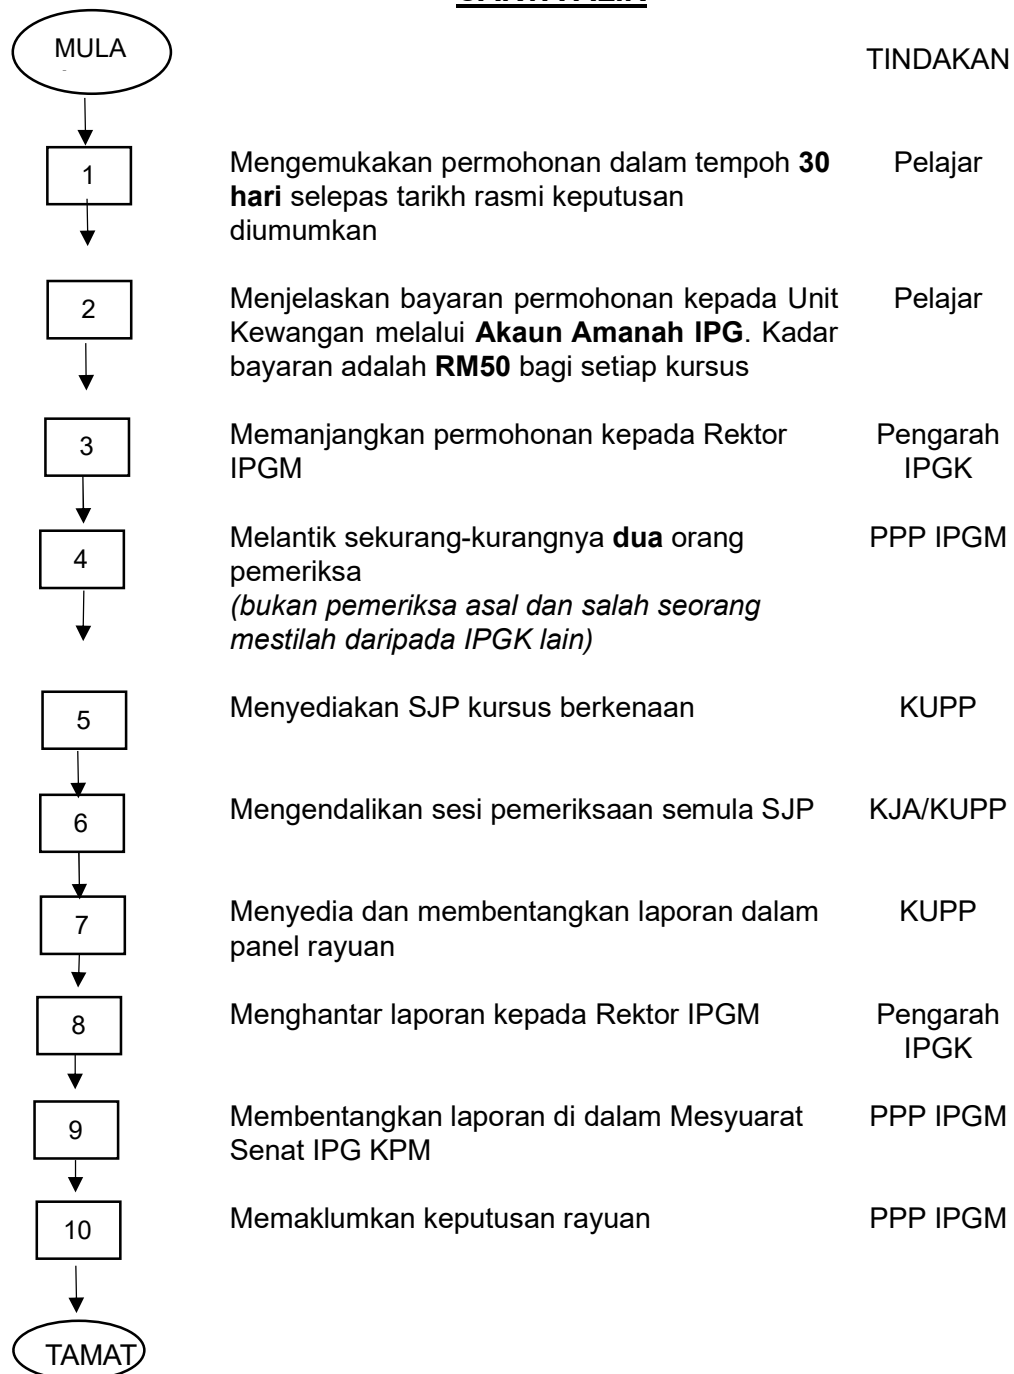 MULA
TINDAKAN
1
Mengemukakan permohonan dalam tempoh 30
hari selepas tarikh rasmi keputusan
diumumkan
Pelajar
2
Menjelaskan bayaran permohonan kepada Unit
Kewangan melalui Akaun Amanah IPG. Kadar
bayaran adalah RM50 bagi setiap kursus
Pelajar
3
Memanjangkan permohonan kepada Rektor
IPGM
Pengarah
IPGK
4
Melantik sekurang-kurangnya dua orang
pemeriksa
(bukan pemeriksa asal dan salah seorang
mestilah daripada IPGK lain)
PPP IPGM
5
Menyediakan SJP kursus berkenaan
KUPP
6
Mengendalikan sesi pemeriksaan semula SJP
KJA/KUPP
7
Menyedia dan membentangkan laporan dalam
panel rayuan
KUPP
8
Menghantar laporan kepada Rektor IPGM
Pengarah
IPGK
9
Membentangkan laporan di dalam Mesyuarat
Senat IPG KPM
PPP IPGM
10
Memaklumkan keputusan rayuan
PPP IPGM
TAMAT